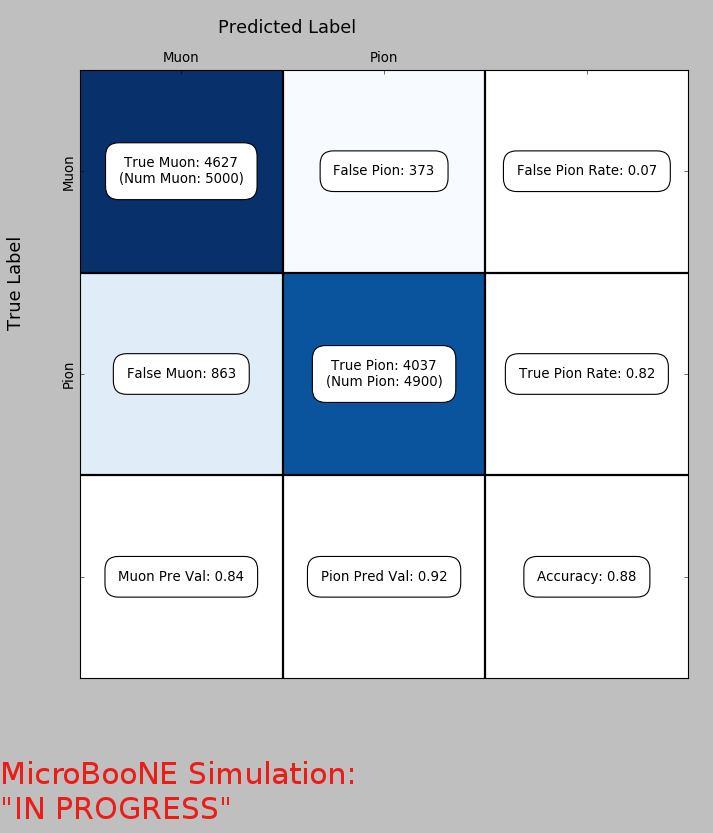 Predicted Label
Muon Pion
True Label
Muon
True Muon: 4627
(Num Muon: 5000)
False Pion: 373
False Pion Rate: 0.07
Pion
False Muon: 863
True Pion: 4037
(Num Pion: 4900)
True Pion Rate: 0.82
Muon Pre Val: 0.84
Pion Pred Val: 0.92
Accuracy: 0.88
MicroBooNE Simulation:
"IN PROGRESS"